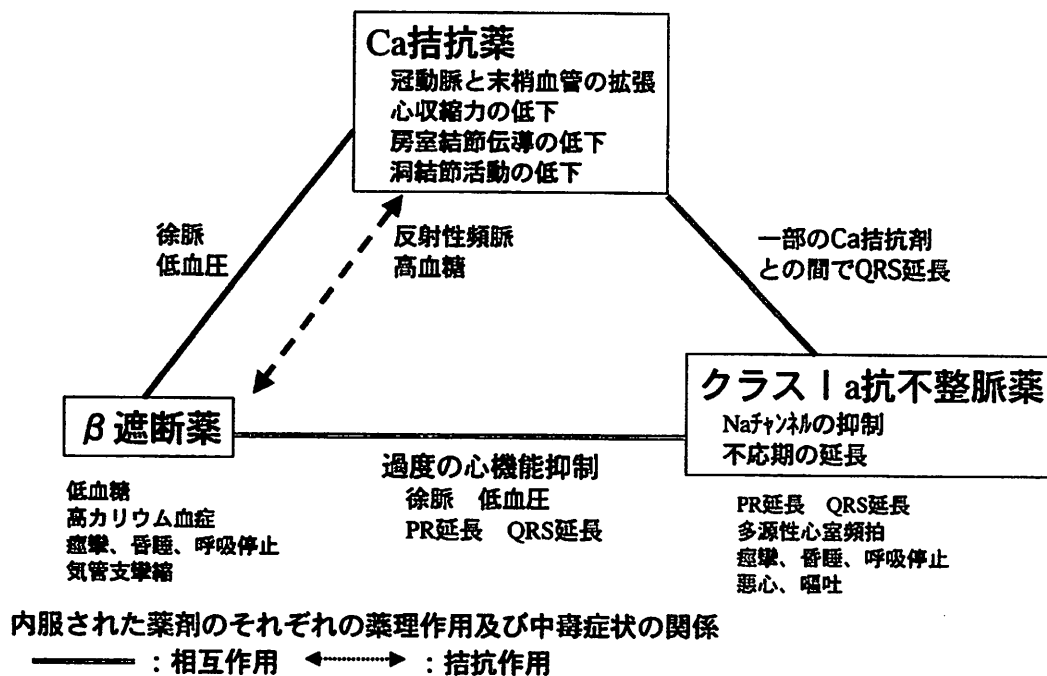 Ca拮抗薬
冠動脈と末梢血管の拡張
心収縮力の低下
房室結節伝導の低下
洞結節活動の低下
徐脈
低血圧
反射性頻脈
高血糖
一部のCa拮抗剤
との間でQRS延長
β遮断薬
クラスⅠa抗不整脈薬
Naチャンネルの抑制
不応期の延長
過度の心機能抑制
徐脈 低血圧
PR延長 QRS延長
低血糖
高カリウム血症
痙攣、昏睡、呼吸停止
気管支攣縮
PR延長 QRS延長
多源性心室頻拍
痙攣、昏睡、呼吸停止
悪心、嘔吐
内服された薬剤のそれぞれの薬理作用及び中毒症状の関係
：相互作用 ：拮抗作用